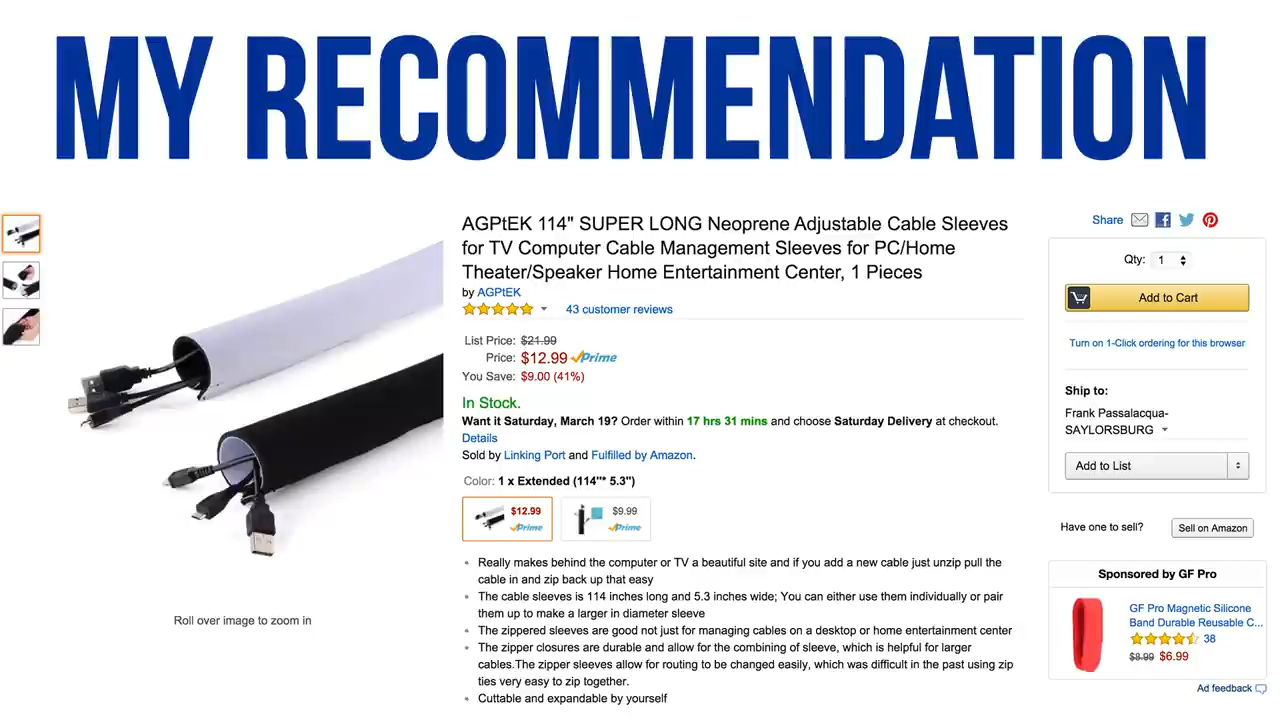 MY RECOMMENDATION
AGPtEK 114" SUPER LONG Neoprene Adjustable Cable Sleeves
for TV Computer Cable Management Sleeves for PC/Home
Theater/Speaker Home Entertainment Center, 1 Pieces
by AGPtEK
43 customer reviews
List Price: $21.99
Price: $12.99 Prime
You Save: $9.00 (41%)
In Stock.
Want it Saturday, March 19? Order within 17 hrs 31 mins and choose Saturday Delivery at checkout.
Details
Sold by Linking Port and Fulfilled by Amazon.
Color: 1 x Extended (114"* 5.3")
$12.99
Prime
$9.99
Prime
Really makes behind the computer or TV a beautiful site and if you add a new cable just unzip pull the
cable in and zip back up that easy
The cable sleeves is 114 inches long and 5.3 inches wide; You can either use them individually or pair
them up to make a larger in diameter sleeve
The zippered sleeves are good not just for managing cables on a desktop or home entertainment center
The zipper closures are durable and allow for the combining of sleeve, which is helpful for larger
cables.The zipper sleeves allow for routing to be changed easily, which was difficult in the past using zip
ties very easy to zip together.
Cuttable and expandable by yourself
Roll over image to zoom in
Share
Qty: 1
Add to Cart
Turn on 1-Click ordering for this browser
Ship to:
Frank Passalacqua-
SAYLORSBURG
Add to List
Have one to sell? Sell on Amazon
Sponsored by GF Pro
GF Pro Magnetic Silicone
Band Durable Reusable C...
38
$8.99 $6.99
Ad feedback